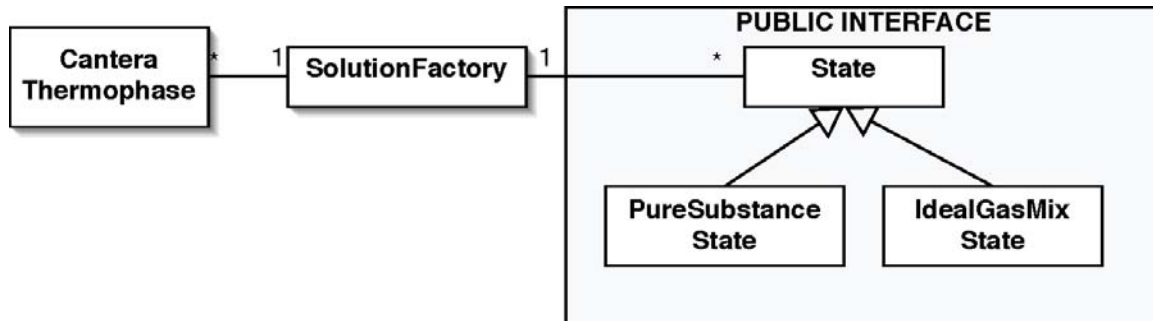 PUBLIC INTERFACE
Cantera
Thermophase
*
1
SolutionFactory
1
*
State
PureSubstance
State
IdealGasMix
State